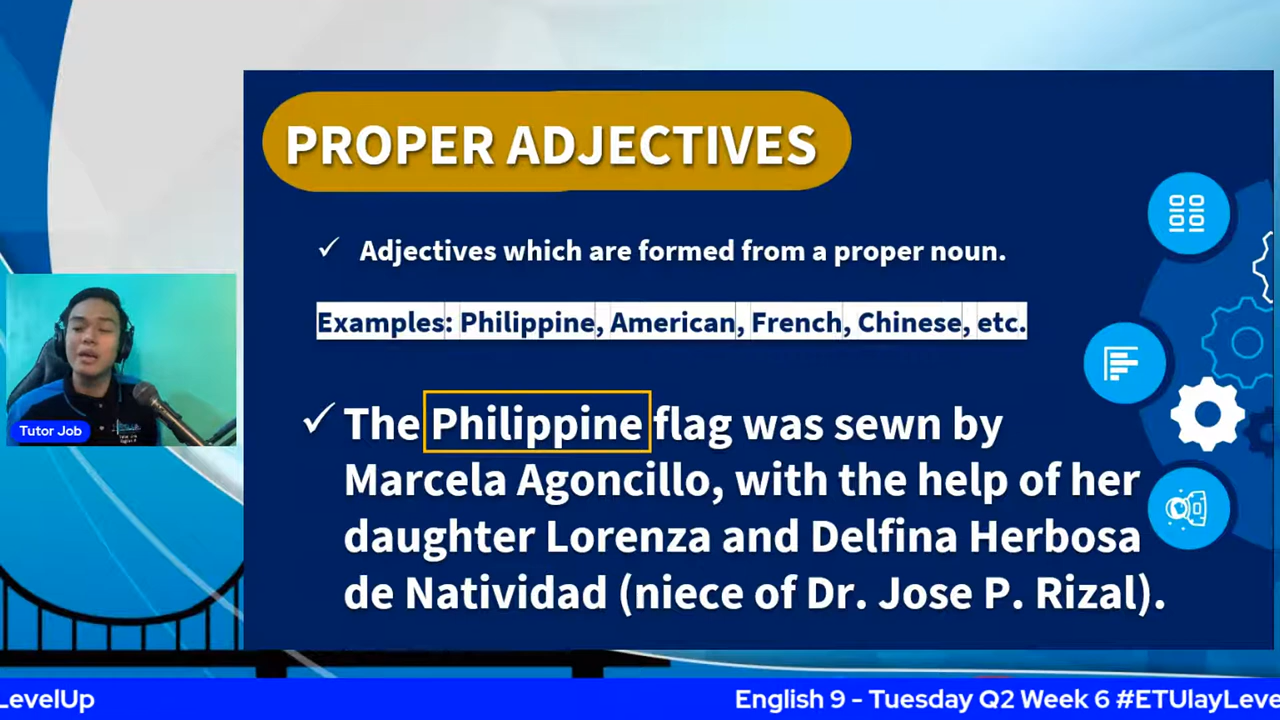 PROPER ADJECTIVES
✓ Adjectives which are formed from a proper noun.
Examples: Philippine, American, French, Chinese, etc.
✓ The Philippine flag was sewn by
Marcela Agoncillo, with the help of her
daughter Lorenza and Delfina Herbosa
de Natividad (niece of Dr. Jose P. Rizal).
Tutor Job
LevelUp English 9 - Tuesday Q2 Week 6 #ETUlayLeve